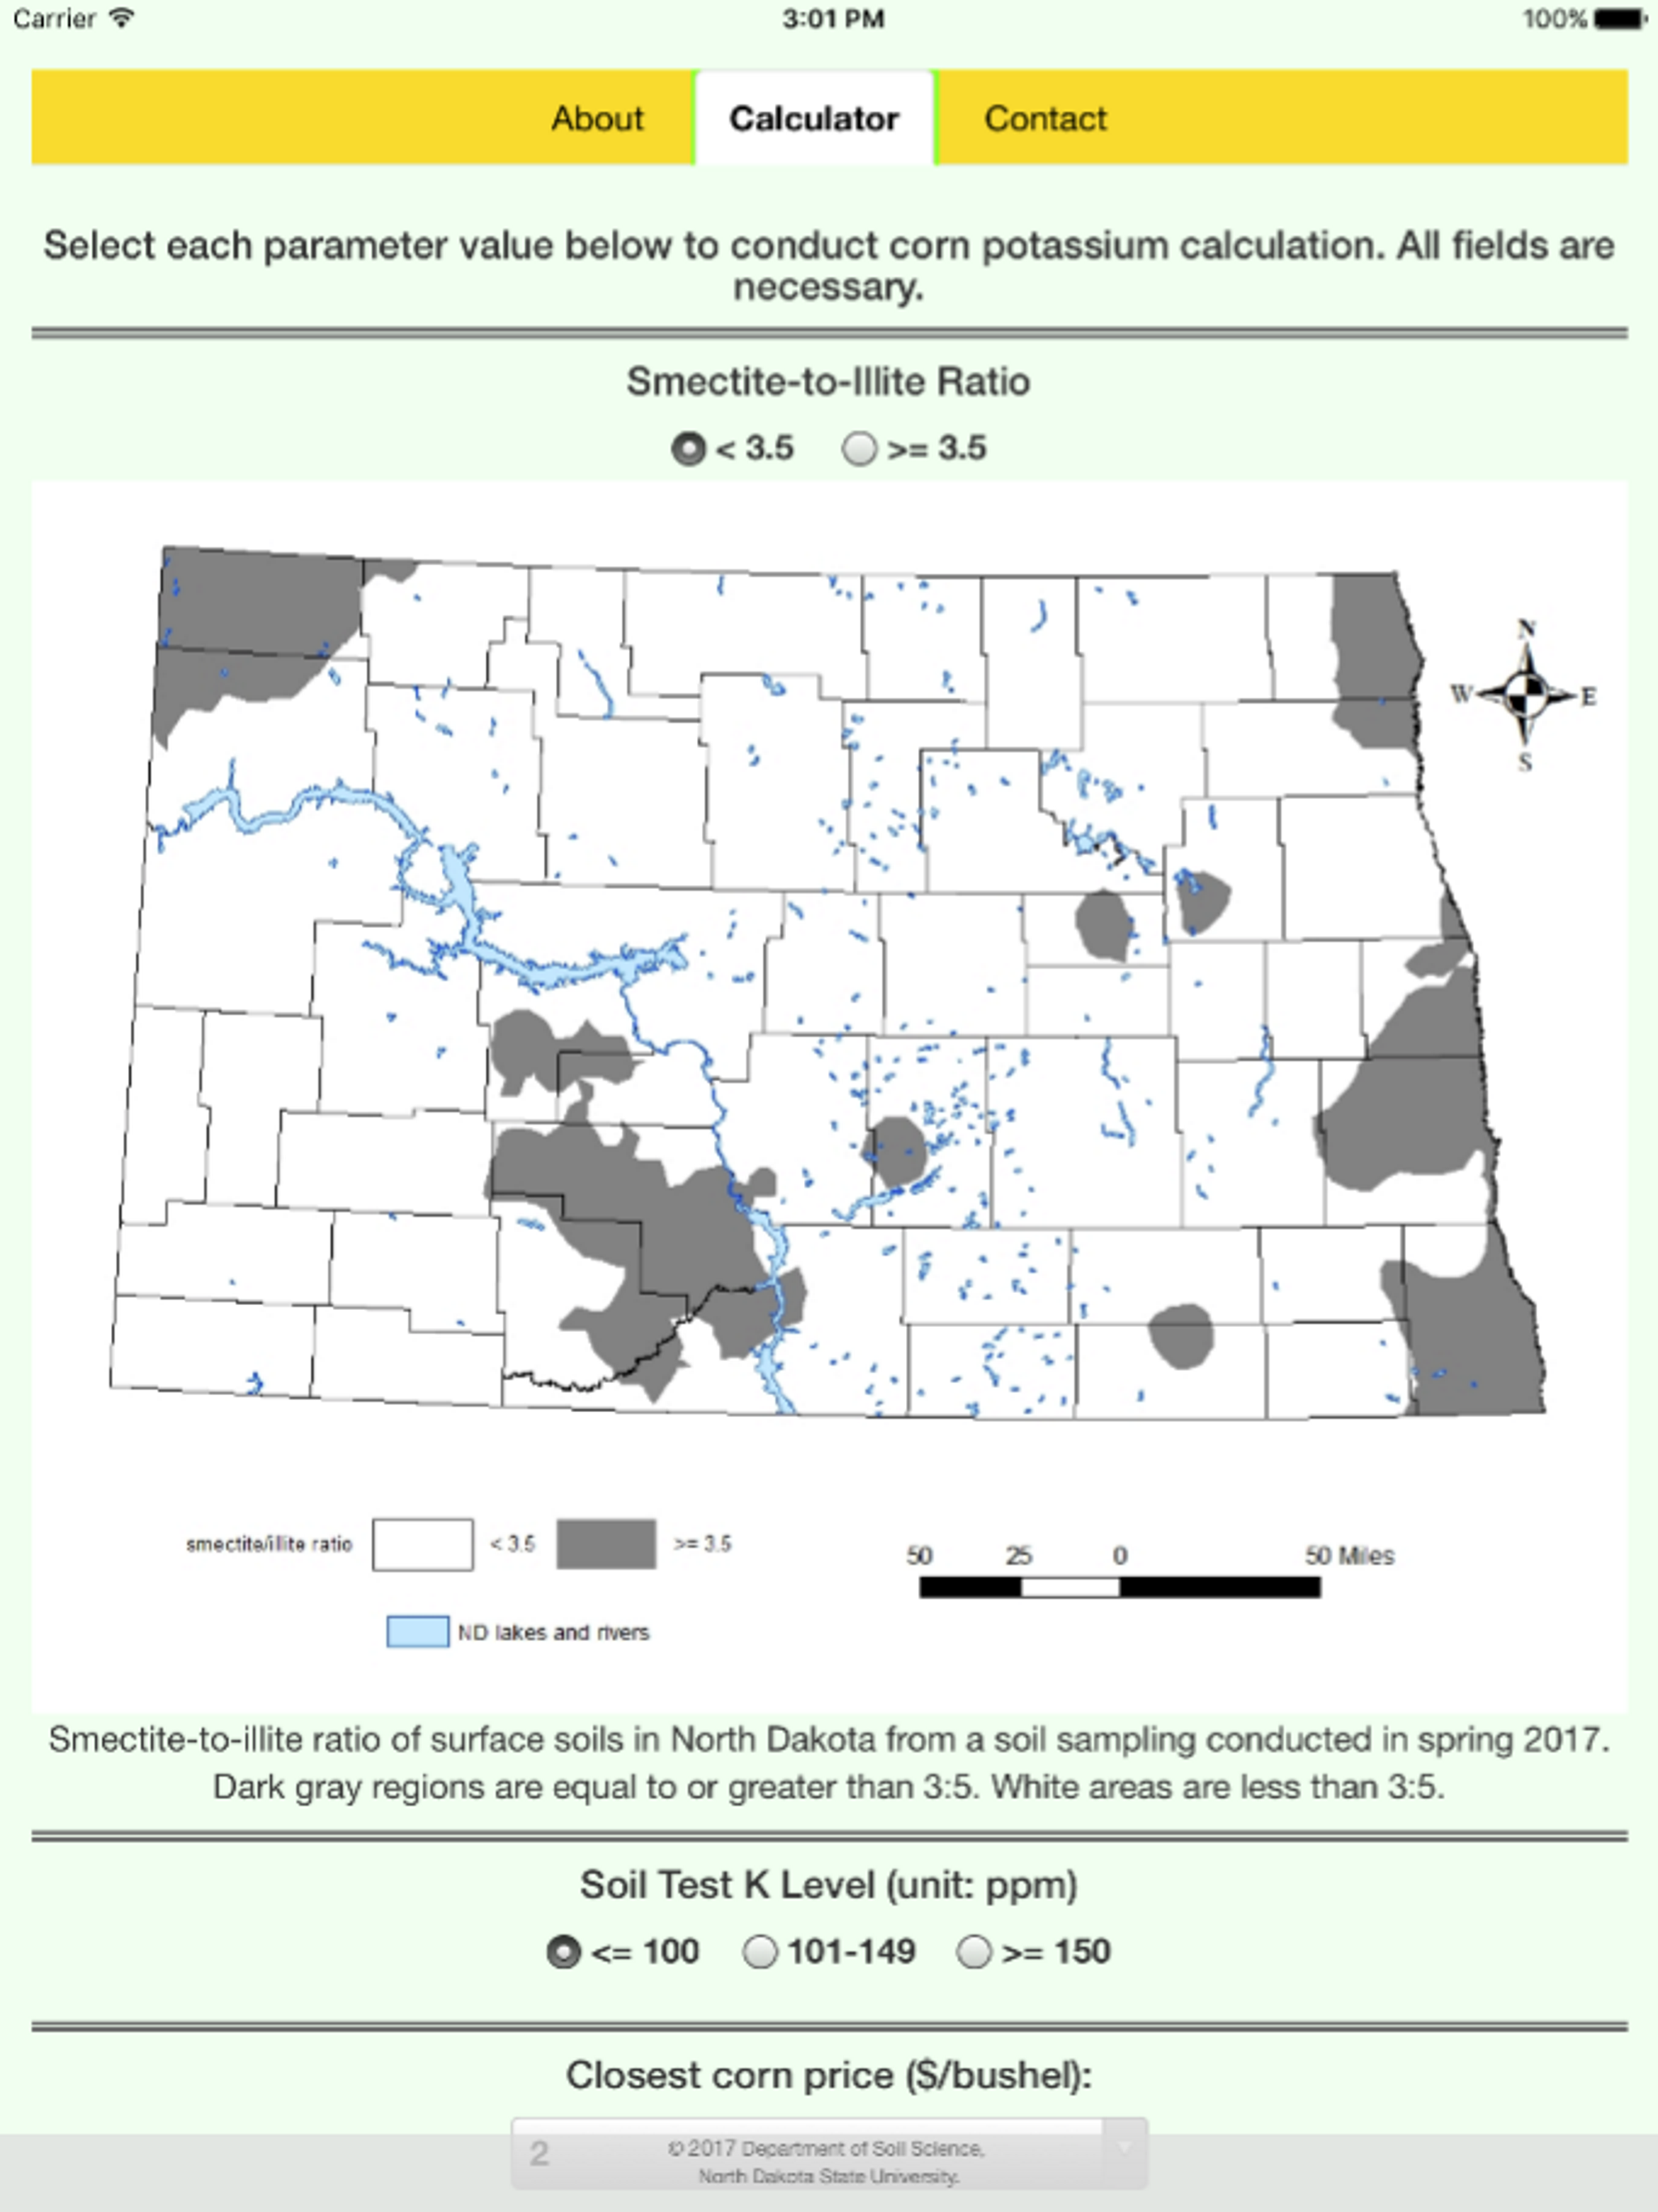 Carrier 3:01 PM 100%
About Calculator Contact
Select each parameter value below to conduct corn potassium calculation. All fields are
necessary.
Smectite-to-Illite Ratio
< 3.5 >= 3.5
N
W E
S
smectite/illite ratio < 3.5 >= 3.5
50 25 0 50 Miles
ND lakes and rivers
Smectite-to-illite ratio of surface soils in North Dakota from a soil sampling conducted in spring 2017.
Dark gray regions are equal to or greater than 3:5. White areas are less than 3:5.
Soil Test K Level (unit: ppm)
<= 100 101-149 >= 150
Closest corn price ($/bushel):
2
© 2017 Department of Soil Science,
North Dakota State University.